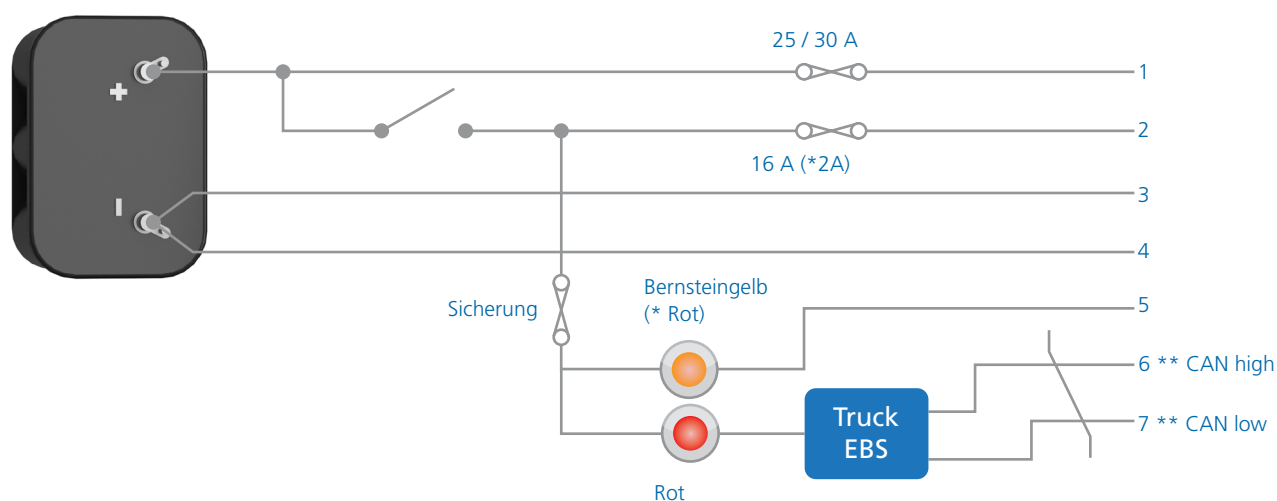 25 / 30 A
1
+
2
16 A (*2A)
3
–
4
Bernsteingelb
(* Rot)
Sicherung
5
6 ** CAN high
Truck
EBS
7 ** CAN low
Rot